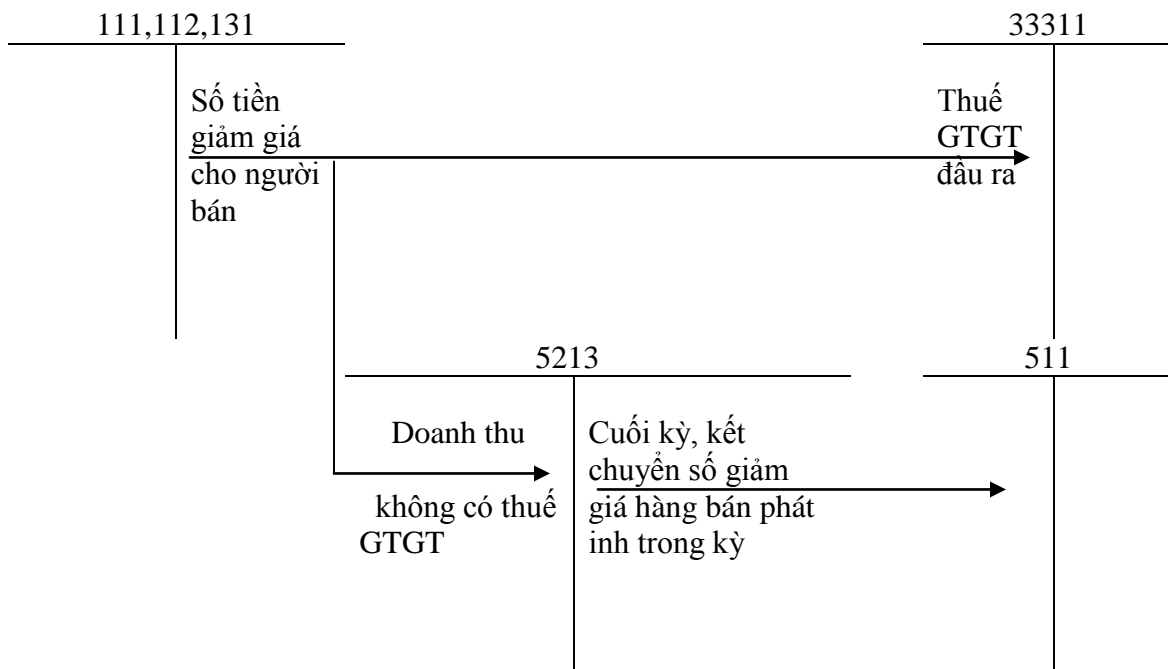 111,112,131
33311
Số tiền
giảm giá
cho người
bán
Thuế
GTGT
đầu ra
5213
511
Doanh thu
không có thuế
GTGT
Cuối kỳ, kết
chuyển số giảm
giá hàng bán phát
inh trong kỳ